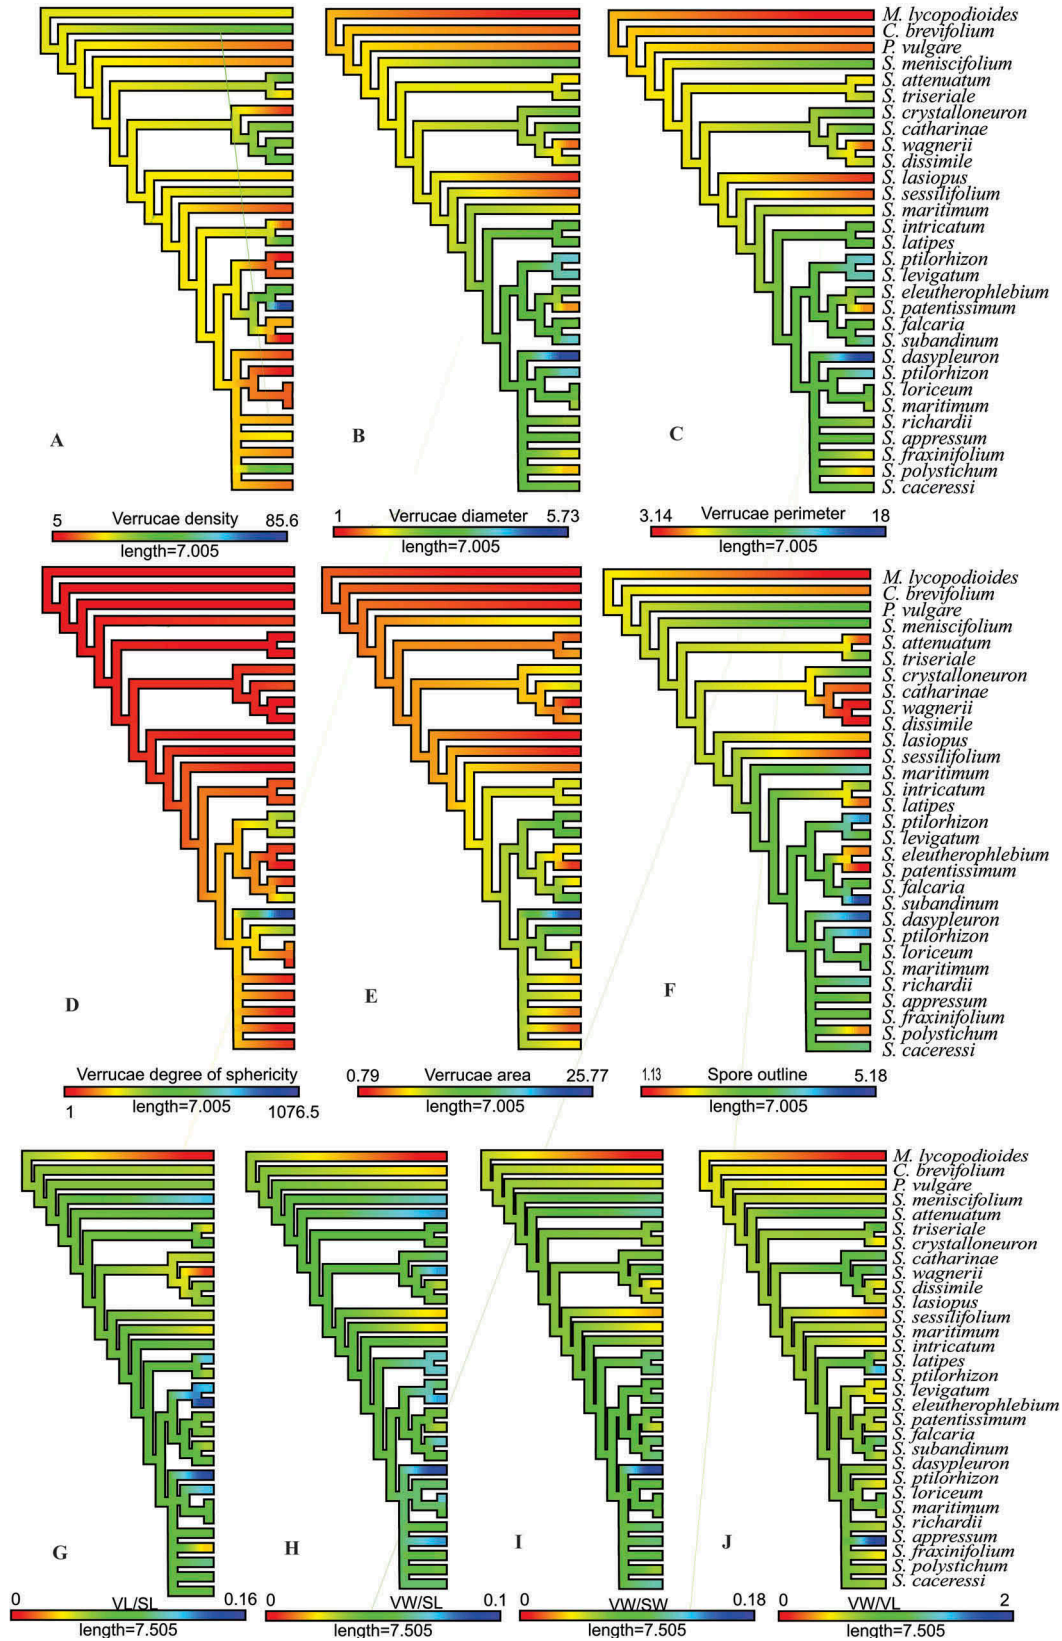 M. lycopodioides
C. brevifolium
P. vulgare
S. meniscifolium
S. attenuatum
S. triseriale
S. crystalloneuron
S. catharinae
S. wagnerii
S. dissimile
S. lasiopus
S. sessilifolium
S. maritimum
S. intricatum
S. latipes
S. ptilorhizon
S. levigatum
S. eleutherophlebium
S. patentissimum
S. falcaria
S. subandinum
S. dasypleuron
S. ptilorhizon
S. loriceum
S. maritimum
S. richardii
S. appressum
S. fraxinifolium
S. polystichum
S. caceressi
A
B
C
5 Verrucae density 85.6
length=7.005
1 Verrucae diameter 5.73
length=7.005
3.14 Verrucae perimeter 18
length=7.005
M. lycopodioides
C. brevifolium
P. vulgare
S. meniscifolium
S. attenuatum
S. triseriale
S. crystalloneuron
S. catharinae
S. wagnerii
S. dissimile
S. lasiopus
S. sessilifolium
S. maritimum
S. intricatum
S. latipes
S. ptilorhizon
S. levigatum
S. eleutherophlebium
S. patentissimum
S. falcaria
S. subandinum
S. dasypleuron
S. ptilorhizon
S. loriceum
S. maritimum
S. richardii
S. appressum
S. fraxinifolium
S. polystichum
S. caceressi
D
E
F
Verrucae degree of sphericity
1 length=7.005 1076.5
0.79 Verrucae area 25.77
length=7.005
1.13 Spore outline 5.18
length=7.005
M. lycopodioides
C. brevifolium
P. vulgare
S. meniscifolium
S. attenuatum
S. triseriale
S. crystalloneuron
S. catharinae
S. wagnerii
S. dissimile
S. lasiopus
S. sessilifolium
S. maritimum
S. intricatum
S. latipes
S. ptilorhizon
S. levigatum
S. eleutherophlebium
S. patentissimum
S. falcaria
S. subandinum
S. dasypleuron
S. ptilorhizon
S. loriceum
S. maritimum
S. richardii
S. appressum
S. fraxinifolium
S. polystichum
S. caceressi
G
H
I
J
0 VL/SL 0.16
length=7.505
0 VW/SL 0.1
length=7.505
0 VW/SW 0.18
length=7.505
0 VW/VL 2
length=7.505